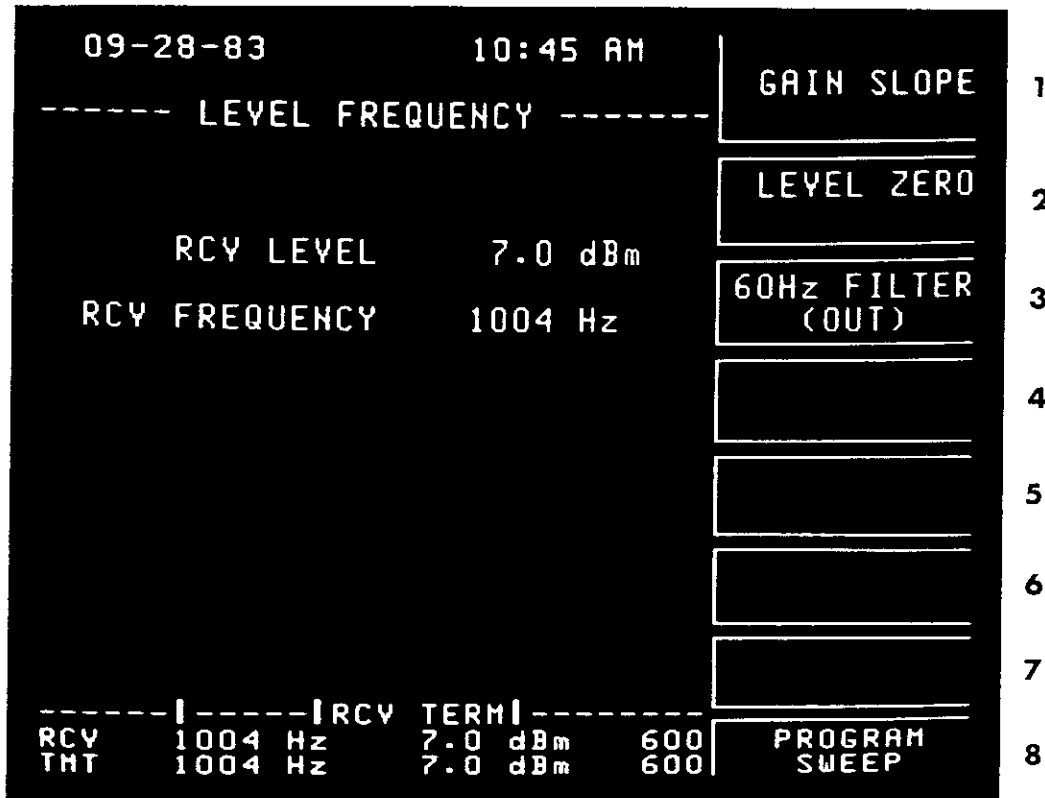 09-28-83 10:45 AM
------ LEVEL FREQUENCY -------
RCV LEVEL 7.0 dBm
RCV FREQUENCY 1004 Hz
------|-----|RCV TERM|--------
RCV 1004 Hz 7.0 dBm 600
TMT 1004 Hz 7.0 dBm 600
GAIN SLOPE 1
LEVEL ZERO 2
60Hz FILTER 3
(OUT)
4
5
6
7
PROGRAM
SWEEP 8